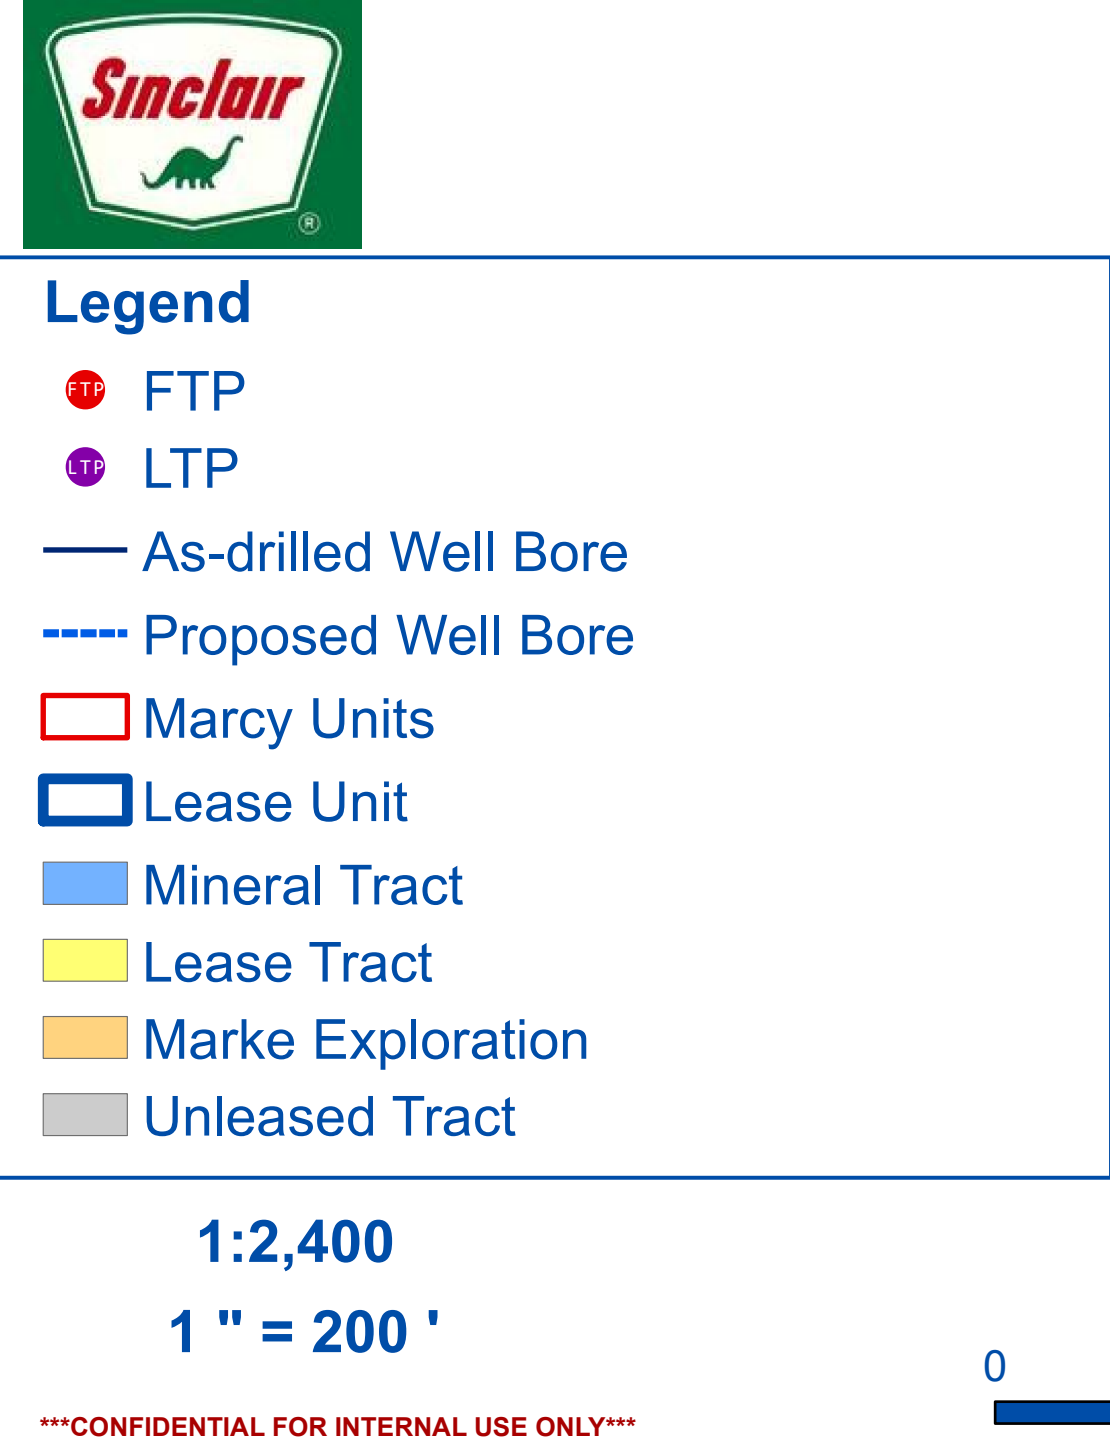 Sinclair
®
Legend
FTP FTP
LTP LTP
As-drilled Well Bore
Proposed Well Bore
Marcy Units
Lease Unit
Mineral Tract
Lease Tract
Marke Exploration
Unleased Tract
1:2,400
1 " = 200 '
0
***CONFIDENTIAL FOR INTERNAL USE ONLY***